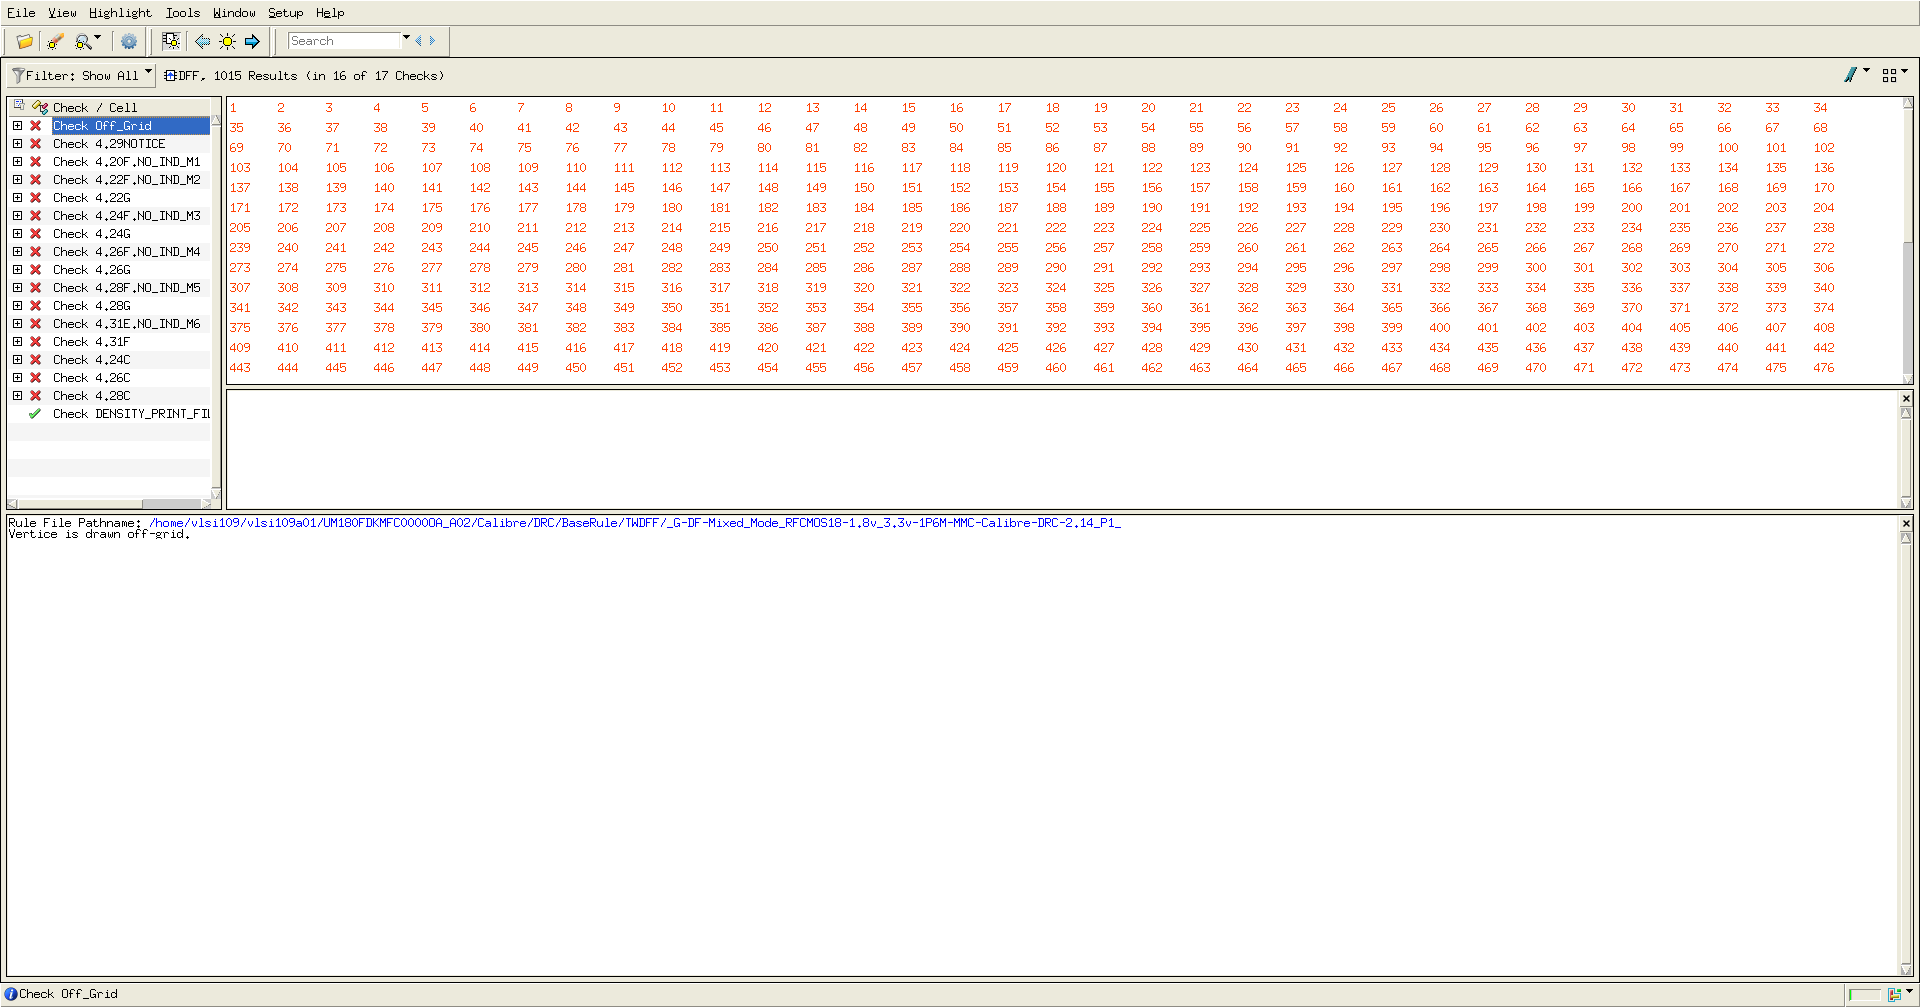 Eile View Highlight Tools Window Setup Help
Search
Filter: Show All DFF, 1015 Results (in 16 of 17 Checks)
Check / Cell
Check Off_Grid
Check 4.29NOTICE
Check 4.20F.NO_IND_M1
Check 4.22F.NO_IND_M2
Check 4.22G
Check 4.24F.NO_IND_M3
Check 4.24G
Check 4.26F.NO_IND_M4
Check 4.26G
Check 4.28F.NO_IND_M5
Check 4.28G
Check 4.31E.NO_IND_M6
Check 4.31F
Check 4.24C
Check 4.26C
Check 4.28C
Check DENSITY_PRINT_FIL
1 2 3 4 5 6 7 8 9 10 11 12 13 14 15 16 17 18 19 20 21 22 23 24 25 26 27 28 29 30 31 32 33 34
35 36 37 38 39 40 41 42 43 44 45 46 47 48 49 50 51 52 53 54 55 56 57 58 59 60 61 62 63 64 65 66 67 68
69 70 71 72 73 74 75 76 77 78 79 80 81 82 83 84 85 86 87 88 89 90 91 92 93 94 95 96 97 98 99 100 101 102
103 104 105 106 107 108 109 110 111 112 113 114 115 116 117 118 119 120 121 122 123 124 125 126 127 128 129 130 131 132 133 134 135 136
137 138 139 140 141 142 143 144 145 146 147 148 149 150 151 152 153 154 155 156 157 158 159 160 161 162 163 164 165 166 167 168 169 170
171 172 173 174 175 176 177 178 179 180 181 182 183 184 185 186 187 188 189 190 191 192 193 194 195 196 197 198 199 200 201 202 203 204
205 206 207 208 209 210 211 212 213 214 215 216 217 218 219 220 221 222 223 224 225 226 227 228 229 230 231 232 233 234 235 236 237 238
239 240 241 242 243 244 245 246 247 248 249 250 251 252 253 254 255 256 257 258 259 260 261 262 263 264 265 266 267 268 269 270 271 272
273 274 275 276 277 278 279 280 281 282 283 284 285 286 287 288 289 290 291 292 293 294 295 296 297 298 299 300 301 302 303 304 305 306
307 308 309 310 311 312 313 314 315 316 317 318 319 320 321 322 323 324 325 326 327 328 329 330 331 332 333 334 335 336 337 338 339 340
341 342 343 344 345 346 347 348 349 350 351 352 353 354 355 356 357 358 359 360 361 362 363 364 365 366 367 368 369 370 371 372 373 374
375 376 377 378 379 380 381 382 383 384 385 386 387 388 389 390 391 392 393 394 395 396 397 398 399 400 401 402 403 404 405 406 407 408
409 410 411 412 413 414 415 416 417 418 419 420 421 422 423 424 425 426 427 428 429 430 431 432 433 434 435 436 437 438 439 440 441 442
443 444 445 446 447 448 449 450 451 452 453 454 455 456 457 458 459 460 461 462 463 464 465 466 467 468 469 470 471 472 473 474 475 476
Rule File Pathname: /home/vlsi109/vlsi109a01/UM180FDKMFC00000A_A02/Calibre/DRC/BaseRule/TWDFF/_G-DF-Mixed_Mode_RFCMOS18-1.8v_3.3v-1P6M-MMC-Calibre-DRC-2.14_P1_
Vertice is drawn off-grid.
Check Off_Grid